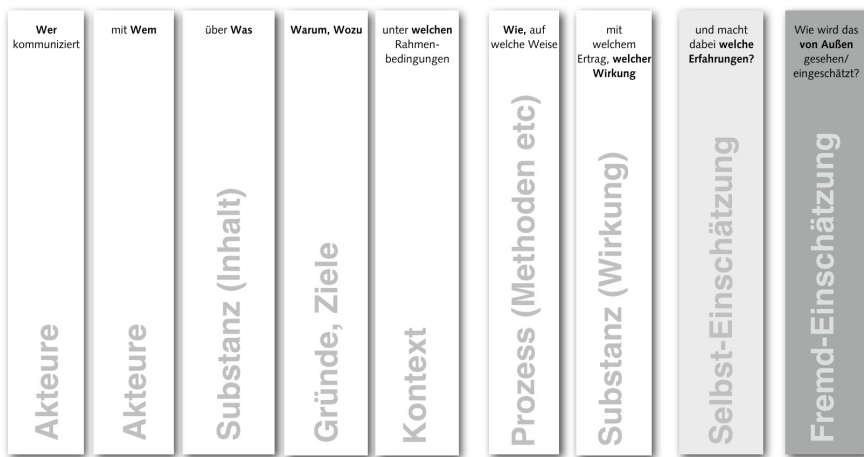 Wer
kommuniziert
Akteure
mit Wem
Akteure
über Was
Substanz (Inhalt)
Warum, Wozu
Gründe, Ziele
unter welchen
Rahmen-
bedingungen
Kontext
Wie, auf
welche Weise
Prozess (Methoden etc)
mit
welchem
Ertrag, welcher
Wirkung
Substanz (Wirkung)
und macht
dabei welche
Erfahrungen?
Selbst-Einschätzung
Wie wird das
von Außen
gesehen/
eingeschätzt?
Fremd-Einschätzung